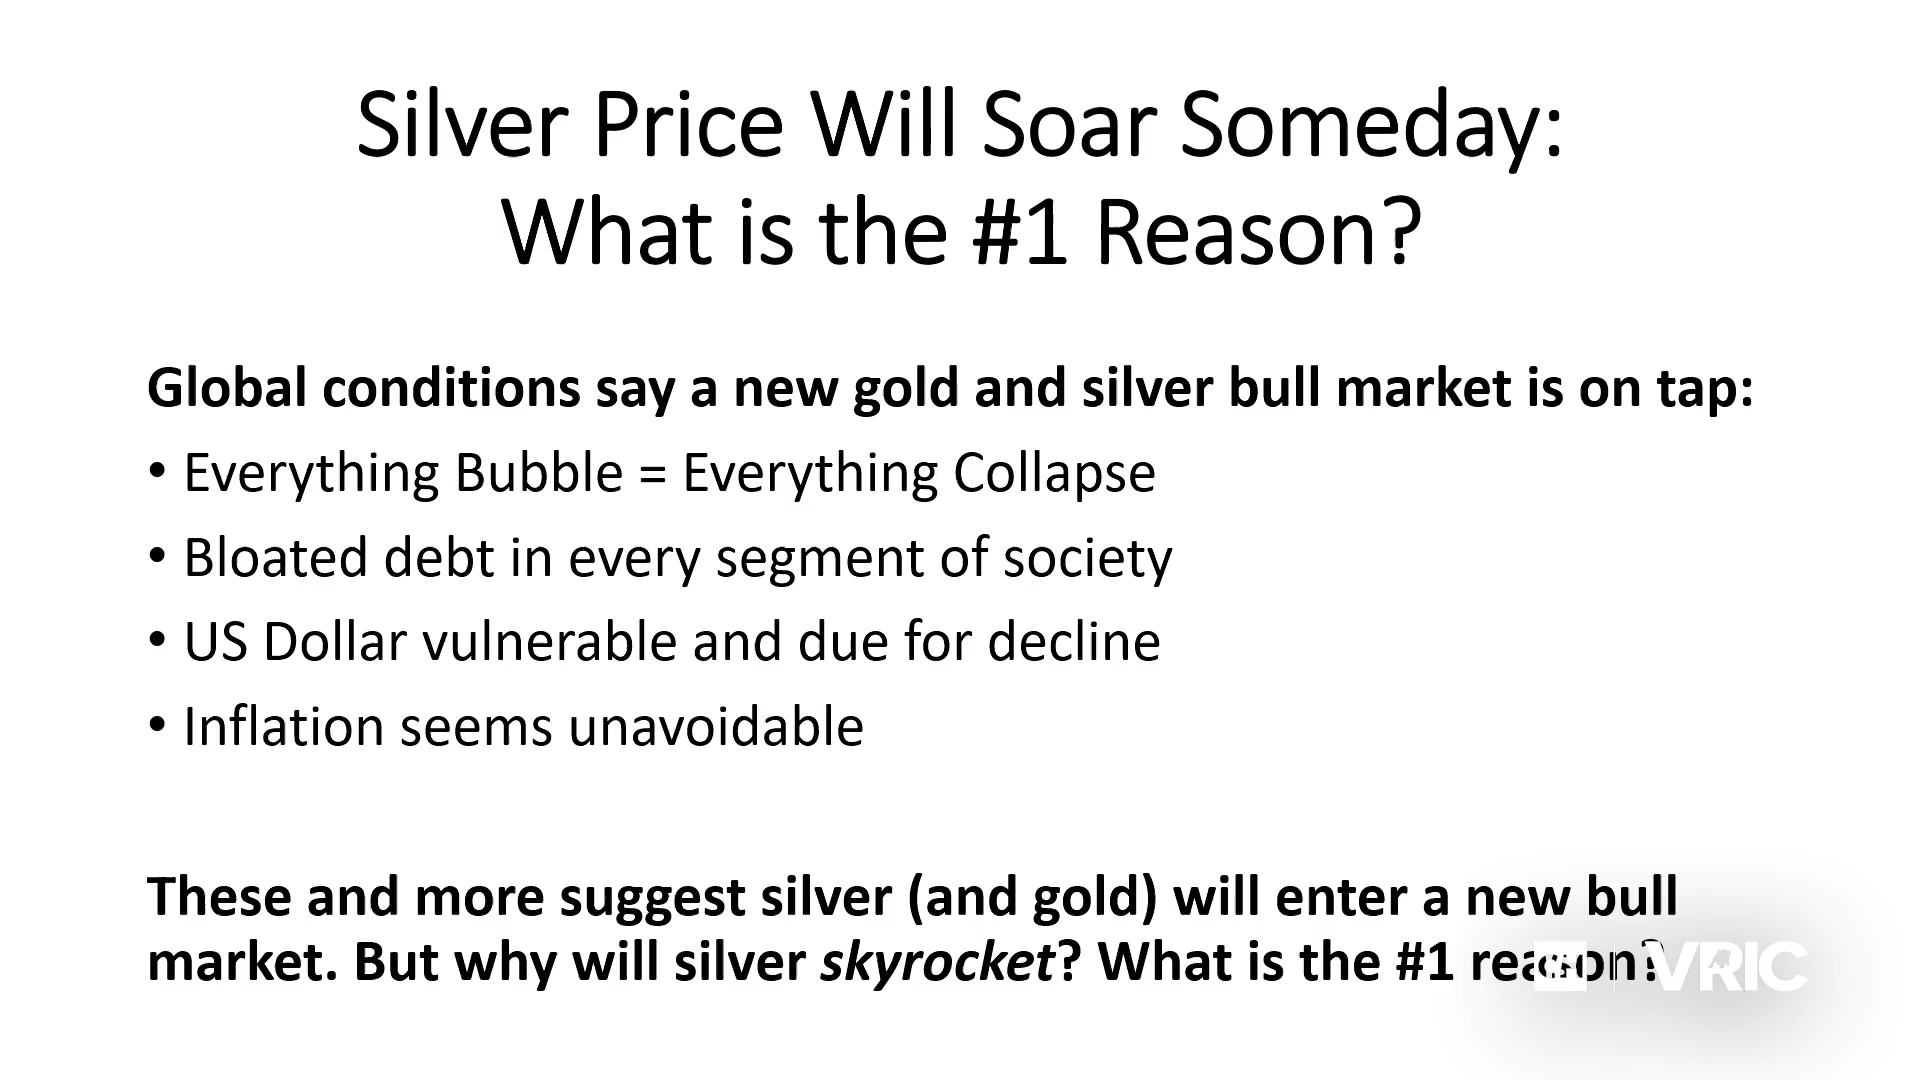 Silver Price Will Soar Someday:
What is the #1 Reason?
Global conditions say a new gold and silver bull market is on tap:
• Everything Bubble = Everything Collapse
• Bloated debt in every segment of society
• US Dollar vulnerable and due for decline
• Inflation seems unavoidable
These and more suggest silver (and gold) will enter a new bull
market. But why will silver skyrocket? What is the #1 reason?
VRIC